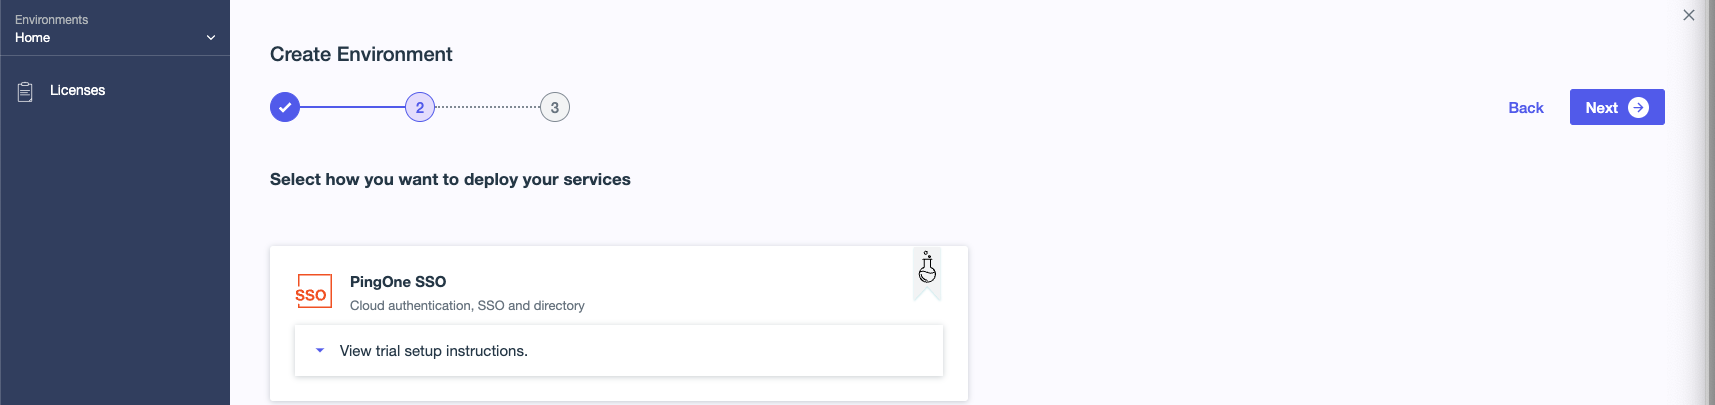 Environments
Home
Licenses
Create Environment
2
3
Back
Next
Select how you want to deploy your services
SSO
PingOne SSO
Cloud authentication, SSO and directory
View trial setup instructions.